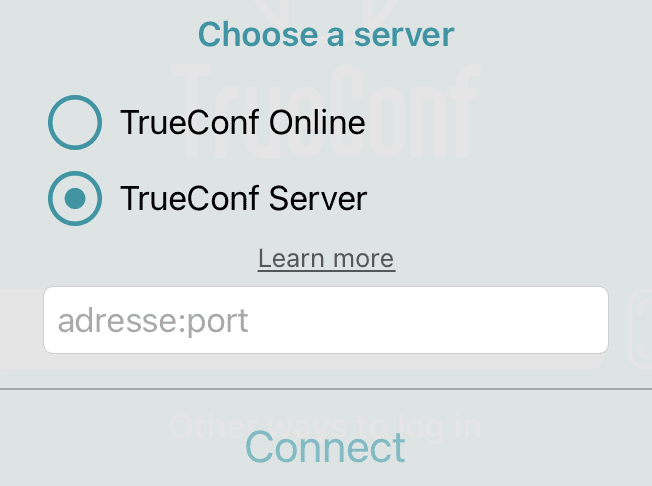 Choose a server
TrueConf
TrueConf Online
TrueConf Server
Learn more
adresse:port
Other ways to log in
Connect